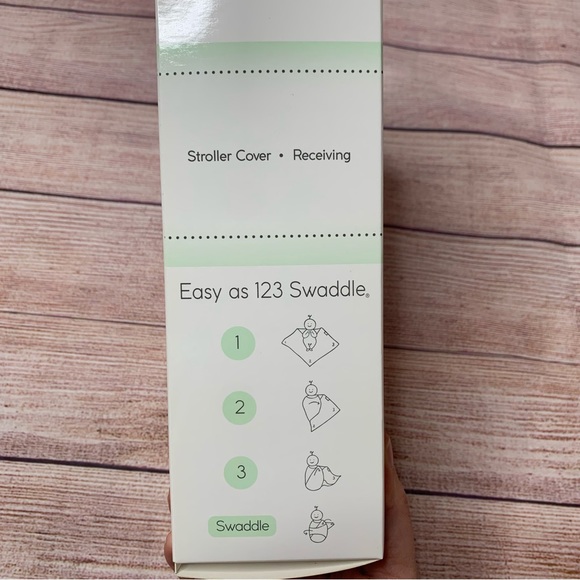 Stroller Cover • Receiving
Easy as 123 Swaddle®
1
2
3
Swaddle